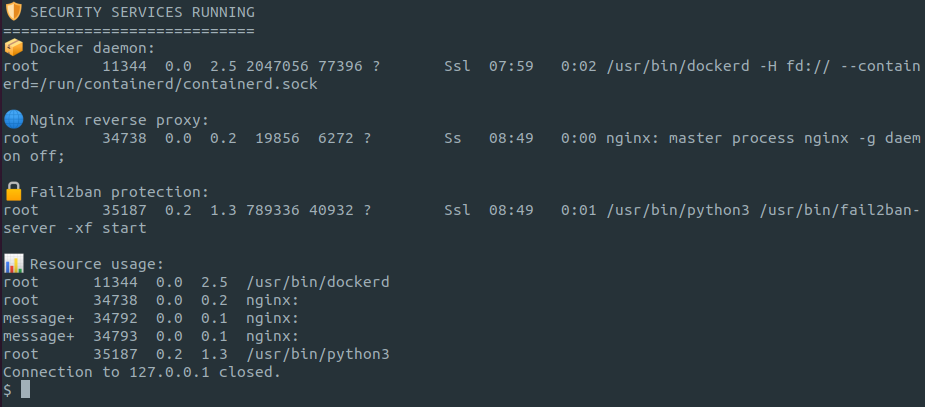 🛡️ SECURITY SERVICES RUNNING
============================
📦 Docker daemon:
root       11344  0.0  2.5 2047056 77396 ?       Ssl  07:59   0:02 /usr/bin/dockerd -H fd:// --contain
erd=/run/containerd/containerd.sock
🌐 Nginx reverse proxy:
root       34738  0.0  0.2  19856  6272 ?        Ss   08:49   0:00 nginx: master process nginx -g daem
on off;
🔒 Fail2ban protection:
root       35187  0.2  1.3 789336 40932 ?        Ssl  08:49   0:01 /usr/bin/python3 /usr/bin/fail2ban-
server -xf start
📊 Resource usage:
root      11344  0.0  2.5  /usr/bin/dockerd
root      34738  0.0  0.2  nginx:
message+  34792  0.0  0.1  nginx:
message+  34793  0.0  0.1  nginx:
root      35187  0.2  1.3  /usr/bin/python3
Connection to 127.0.0.1 closed.
$